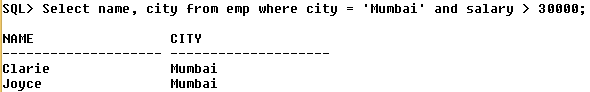 SQL> Select name, city from emp where city = 'Mumbai' and salary > 30000;
NAME CITY
-------------------- --------------------
Clarie Mumbai
Joyce Mumbai